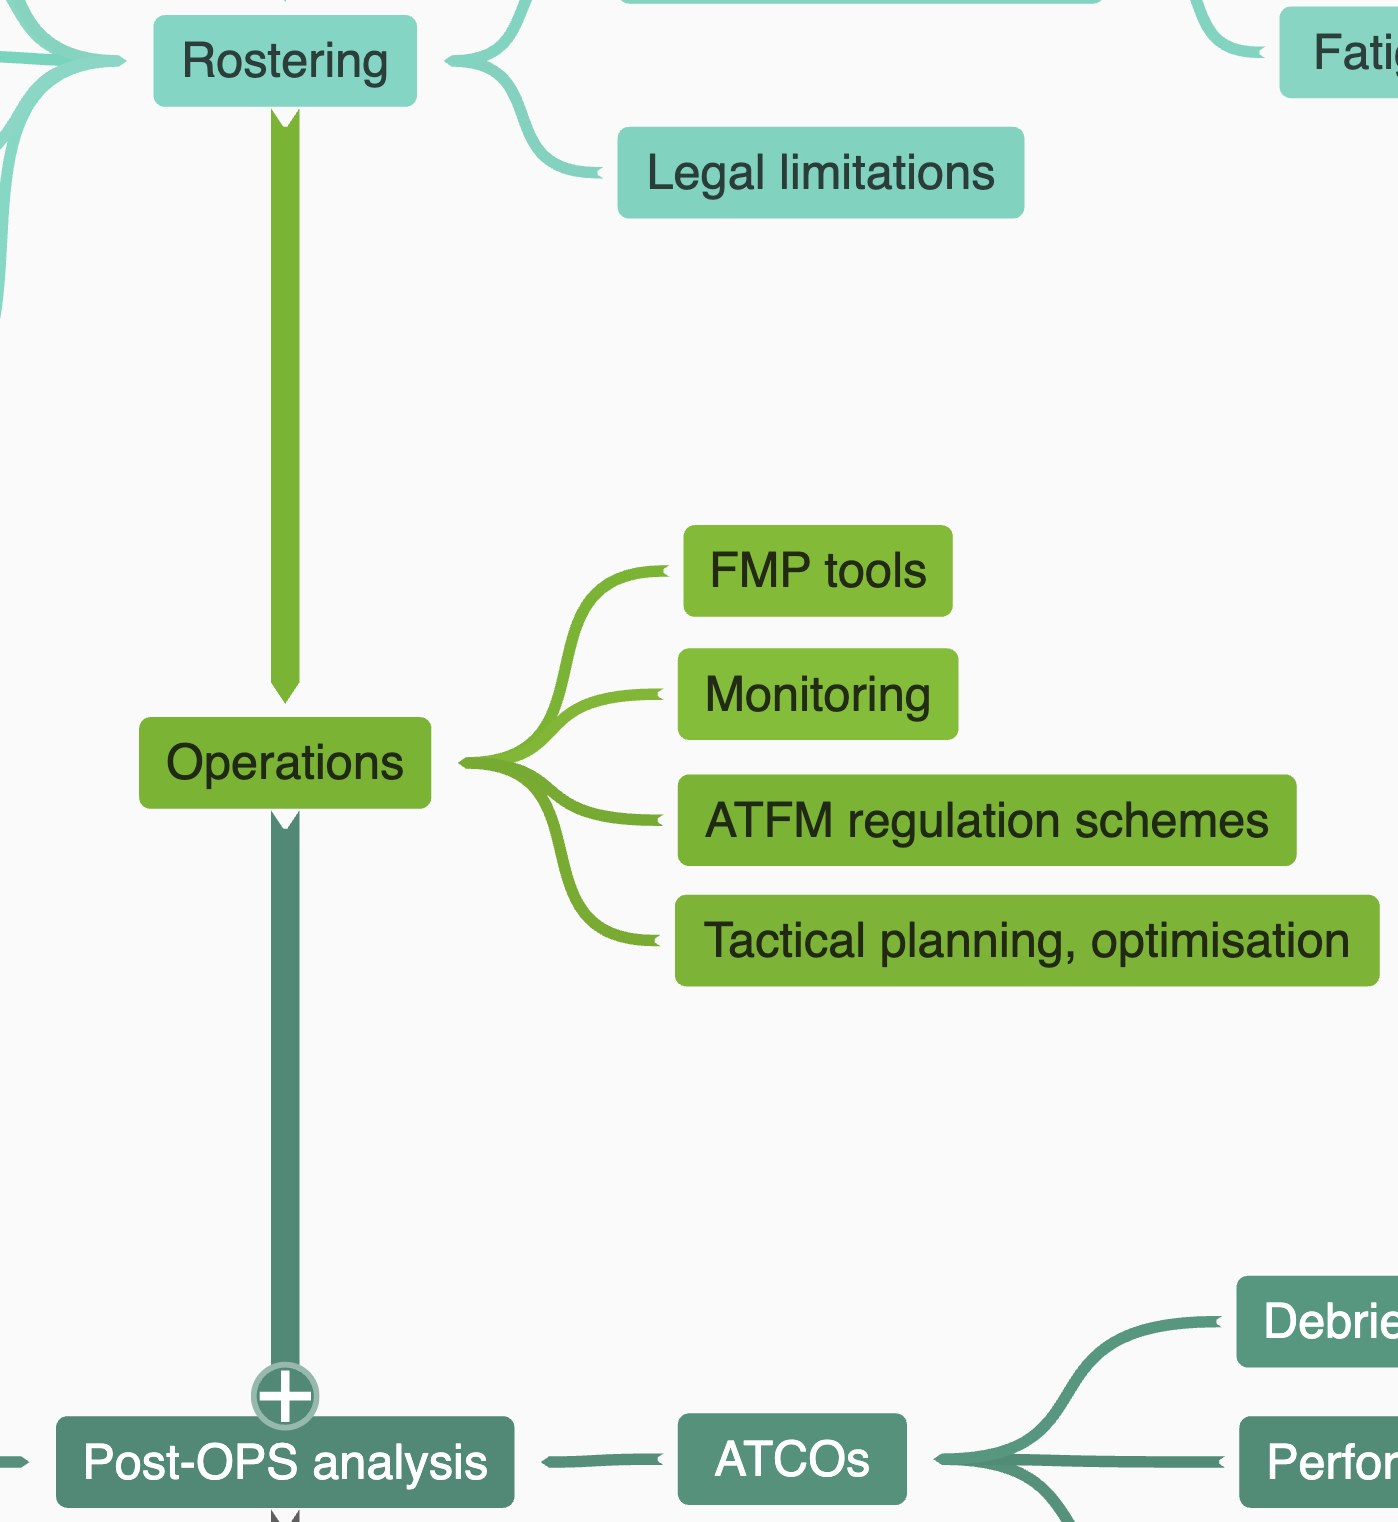 Rostering
Legal limitations
FMP tools
Monitoring
Operations
ATFM regulation schemes
Tactical planning, optimisation
Post-OPS analysis
ATCOs